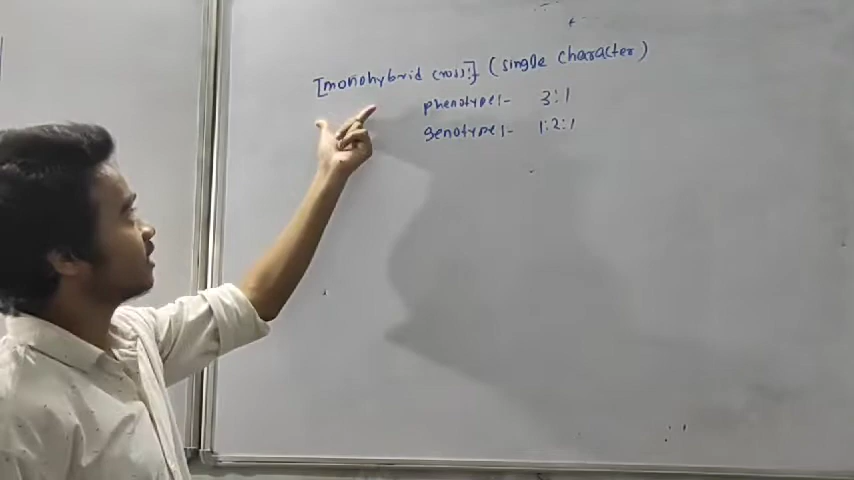 [monohybrid cross:] (single character)
phenotype:- 3:1
genotype:- 1:2:1